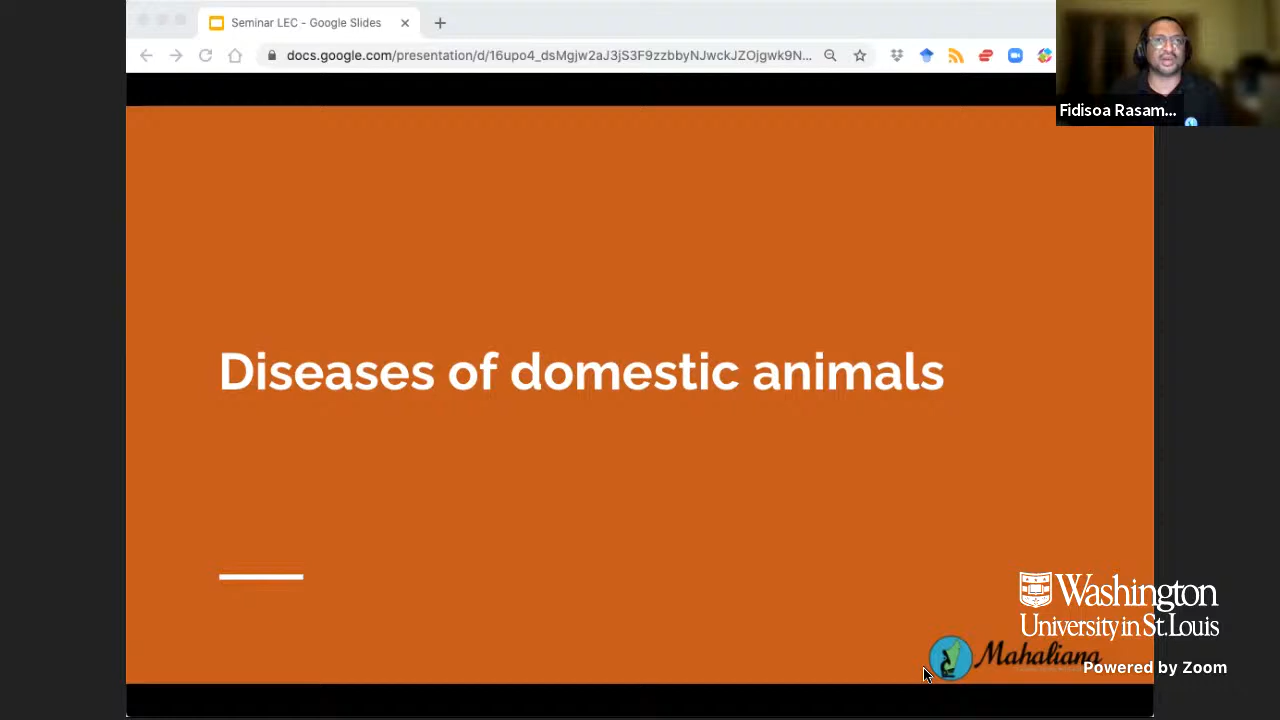 Seminar LEC - Google Slides
docs.google.com/presentation/d/16upo4_dsMgjw2aJ3jS3F9zzbbyNJwckJZOjgwk9N...
Fidisoa Rasam...
Diseases of domestic animals
Washington
University in St. Louis
Mahaliana
Powered by Zoom